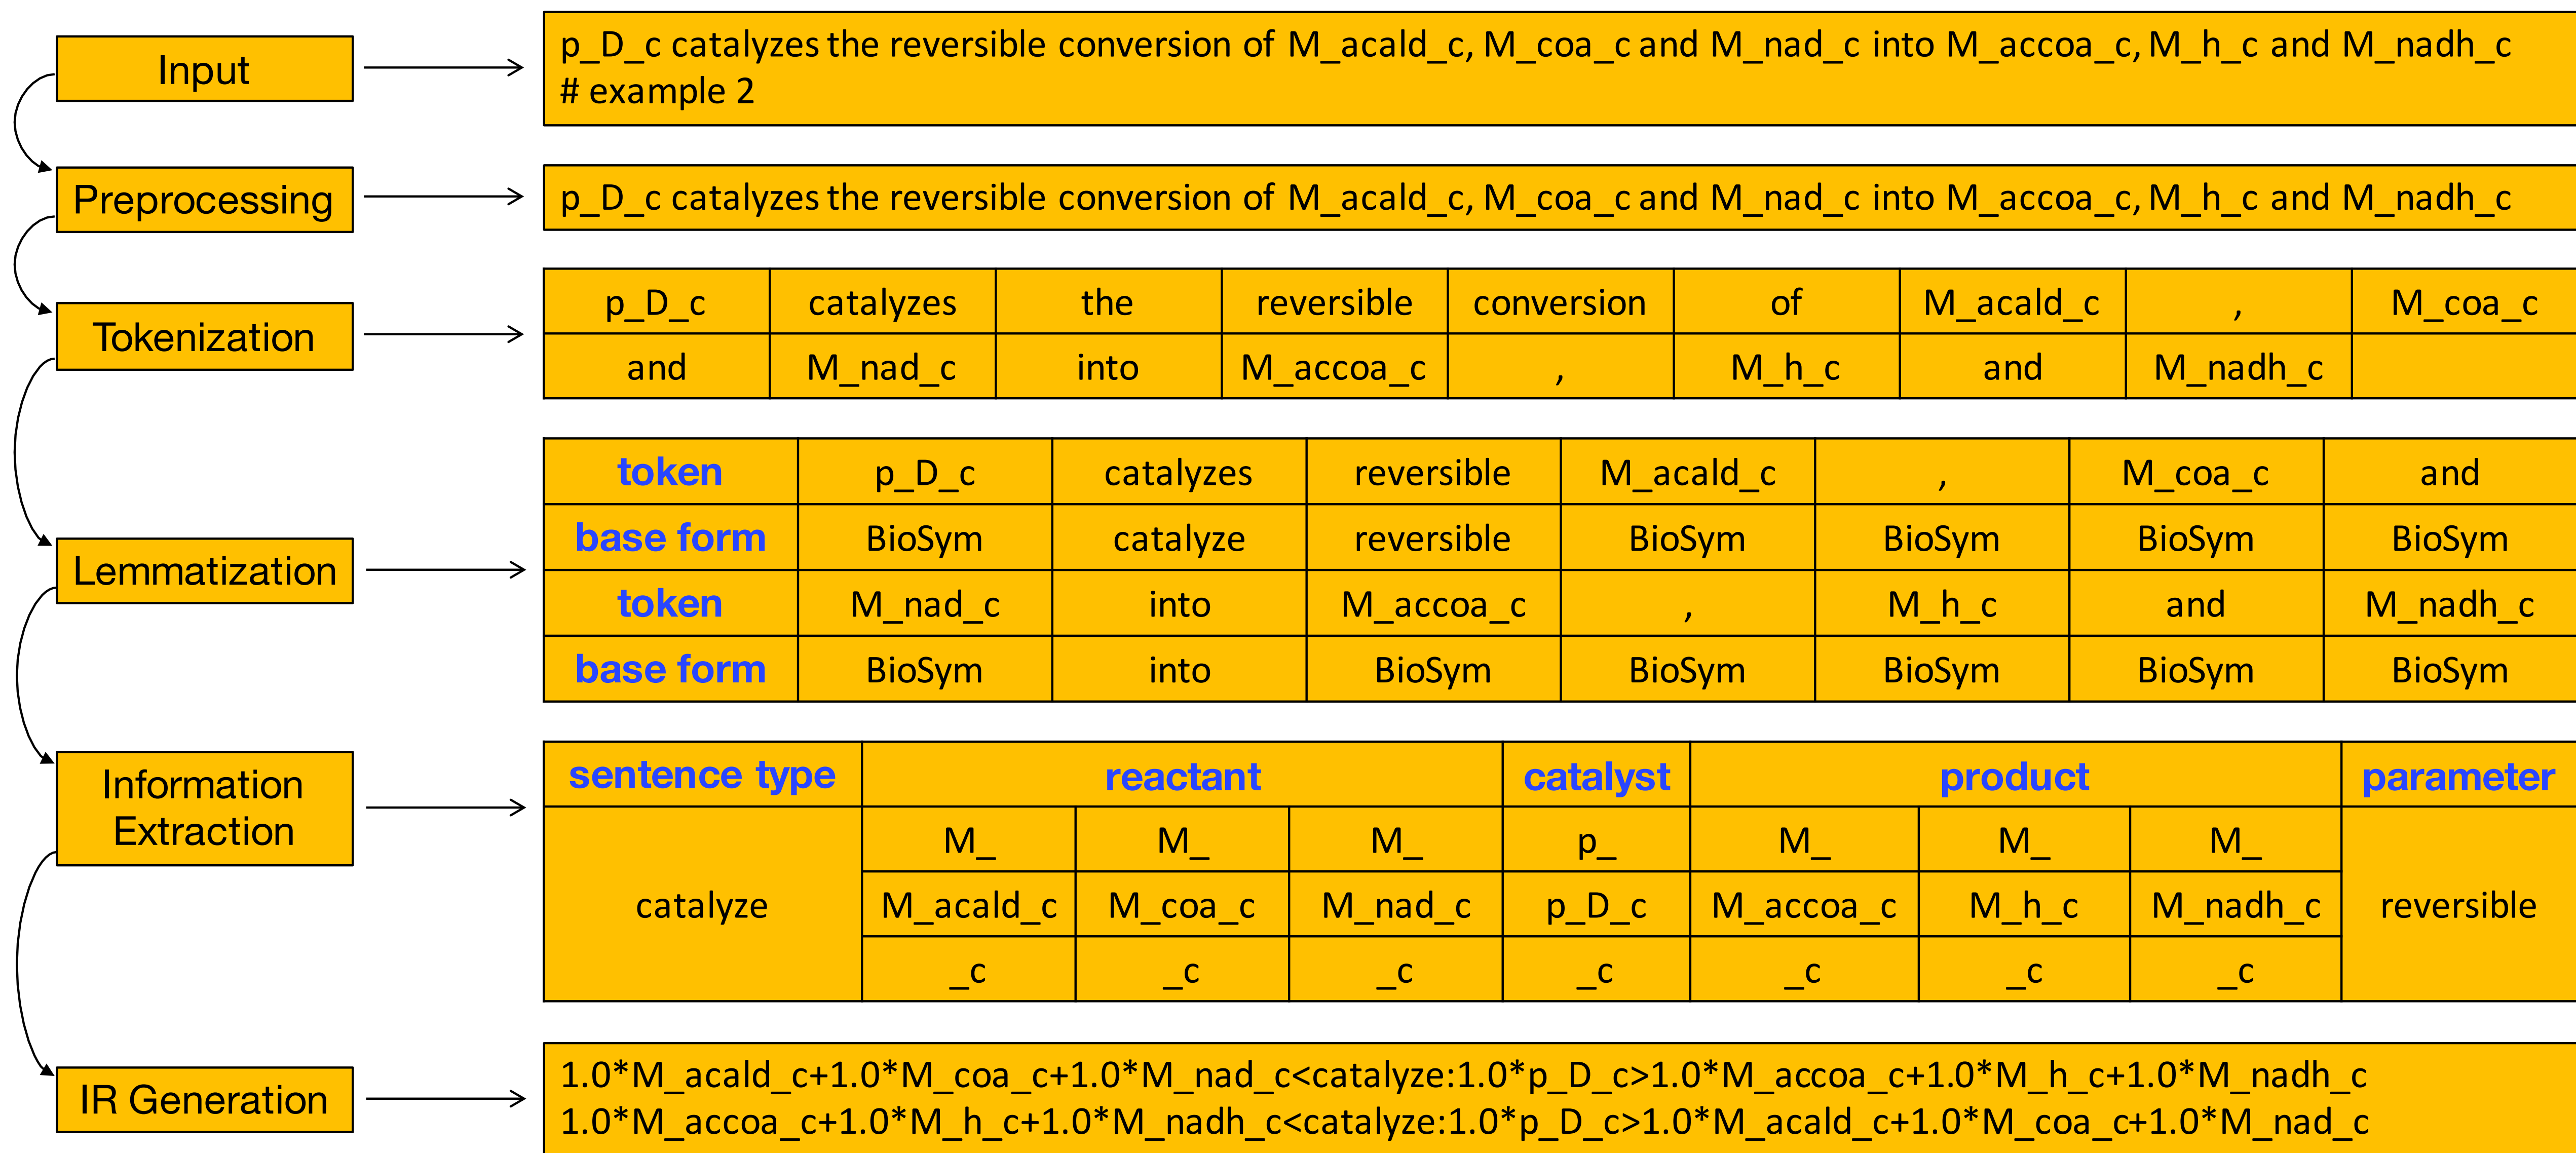 Input
p_D_c catalyzes the reversible conversion of M_acald_c, M_coa_c and M_nad_c into M_accoa_c, M_h_c and M_nadh_c
# example 2
Preprocessing
p_D_c catalyzes the reversible conversion of M_acald_c, M_coa_c and M_nad_c into M_accoa_c, M_h_c and M_nadh_c
Tokenization
p_D_c catalyzes the reversible conversion of M_acald_c , M_coa_c
and M_nad_c into M_accoa_c , M_h_c and M_nadh_c
Lemmatization
token p_D_c catalyzes reversible M_acald_c , M_coa_c and
base form BioSym catalyze reversible BioSym BioSym BioSym BioSym
token M_nad_c into M_accoa_c , M_h_c and M_nadh_c
base form BioSym into BioSym BioSym BioSym BioSym BioSym
Information
Extraction
sentence type reactant catalyst product parameter
M_ M_ M_ p_ M_ M_ M_
catalyze M_acald_c M_coa_c M_nad_c p_D_c M_accoa_c M_h_c M_nadh_c reversible
_c _c _c _c _c _c _c
IR Generation
1.0*M_acald_c+1.0*M_coa_c+1.0*M_nad_c<catalyze:1.0*p_D_c>1.0*M_accoa_c+1.0*M_h_c+1.0*M_nadh_c
1.0*M_accoa_c+1.0*M_h_c+1.0*M_nadh_c<catalyze:1.0*p_D_c>1.0*M_acald_c+1.0*M_coa_c+1.0*M_nad_c